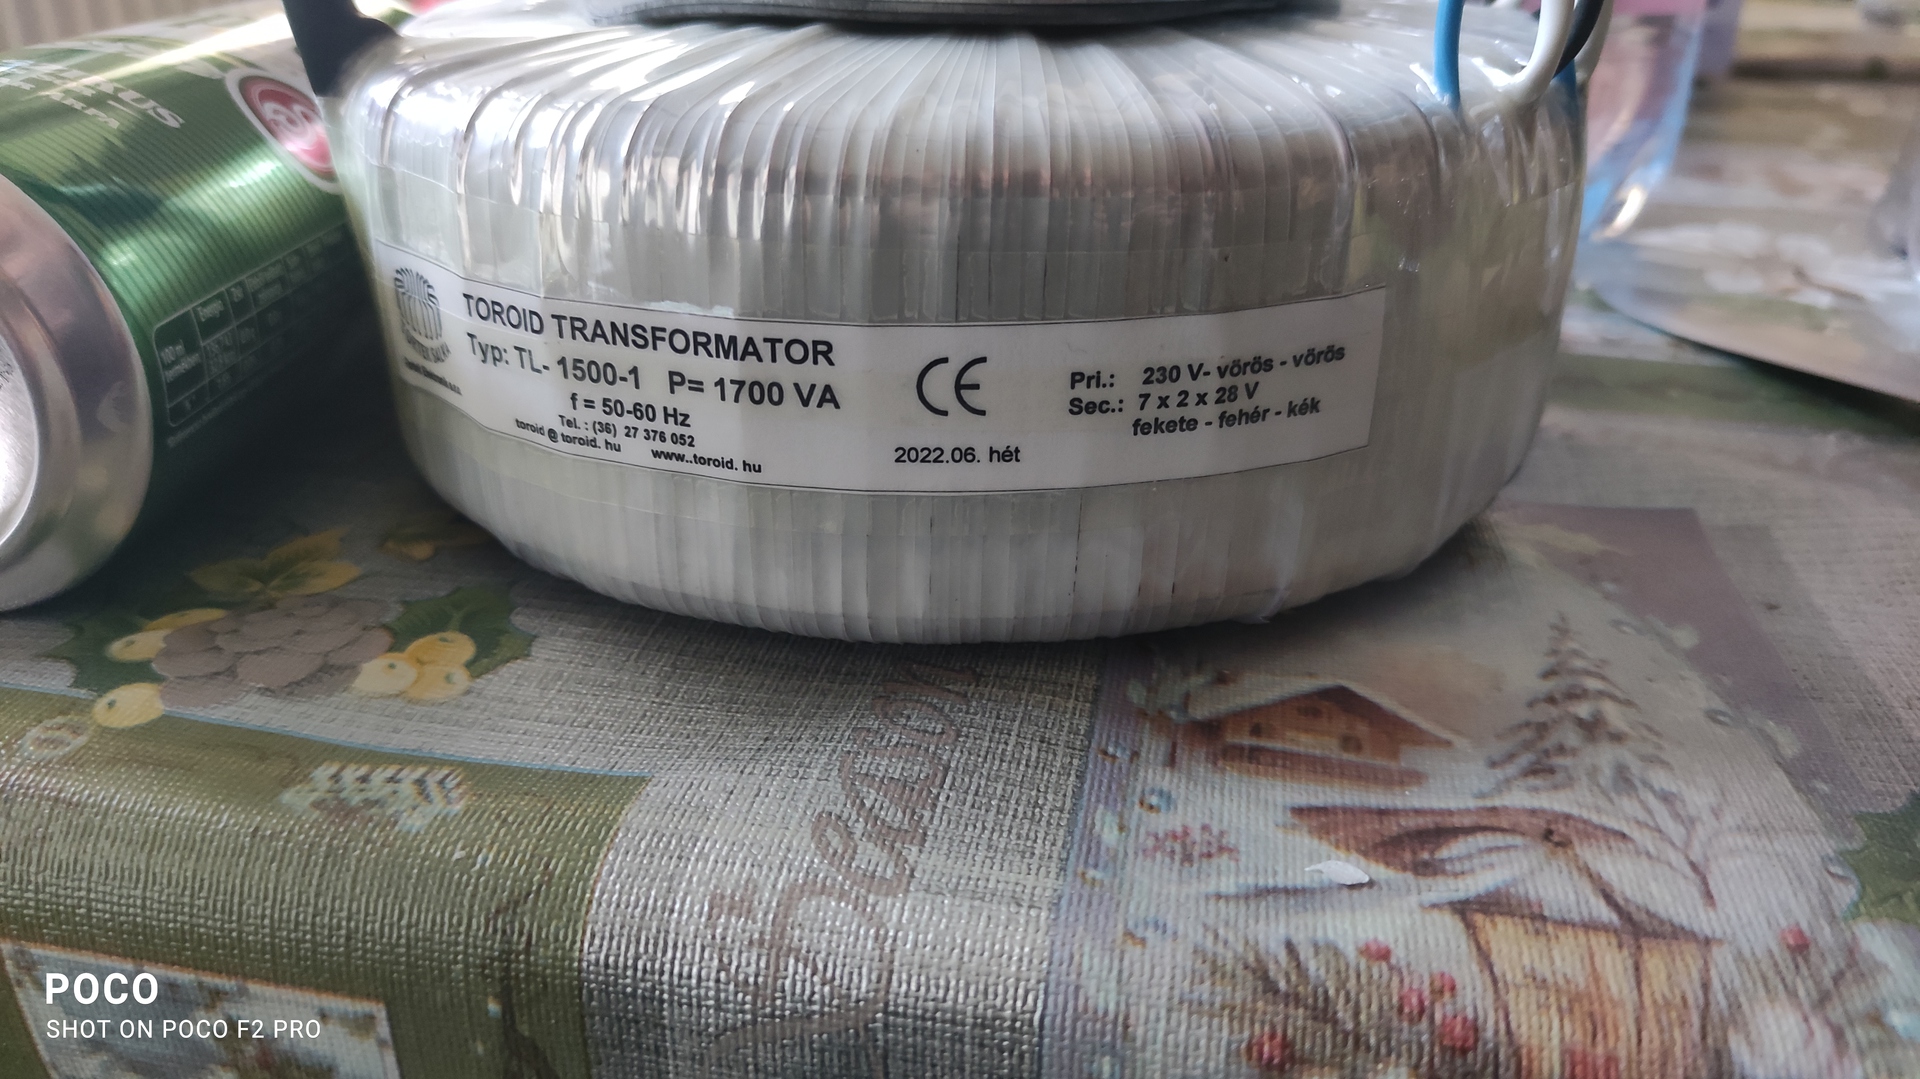 TOROID TRANSFORMATOR
Typ: TL- 1500-1 P= 1700 VA
f = 50-60 Hz
Tel. : (36) 27 376 052
toroid @ toroid. hu www..toroid. hu
CE
2022.06. hét
Pri.: 230 V- vörös - vörös
Sec.: 7 x 2 x 28 V
fekete - fehér - kék
Season
POCO
SHOT ON POCO F2 PRO